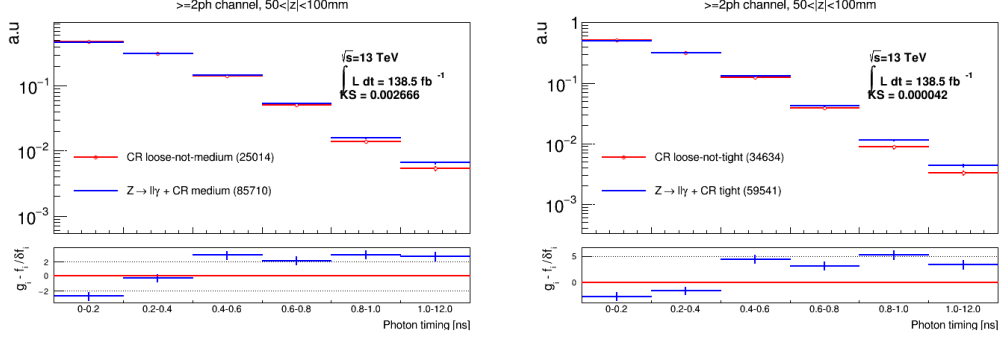 >=2ph channel, 50<|z|<100mm
a.u
10⁻¹
10⁻²
10⁻³
√s=13 TeV
∫ L dt = 138.5 fb⁻¹
KS = 0.002666
CR loose-not-medium (25014)
Z → llγ + CR medium (85710)
gᵢ - fᵢ/δfᵢ
2
0
−2
0-0.2 0.2-0.4 0.4-0.6 0.6-0.8 0.8-1.0 1.0-12.0
Photon timing [ns]
>=2ph channel, 50<|z|<100mm
a.u
1
10⁻¹
10⁻²
10⁻³
√s=13 TeV
∫ L dt = 138.5 fb⁻¹
KS = 0.000042
CR loose-not-tight (34634)
Z → llγ + CR tight (59541)
gᵢ - fᵢ/δfᵢ
5
0
0-0.2 0.2-0.4 0.4-0.6 0.6-0.8 0.8-1.0 1.0-12.0
Photon timing [ns]